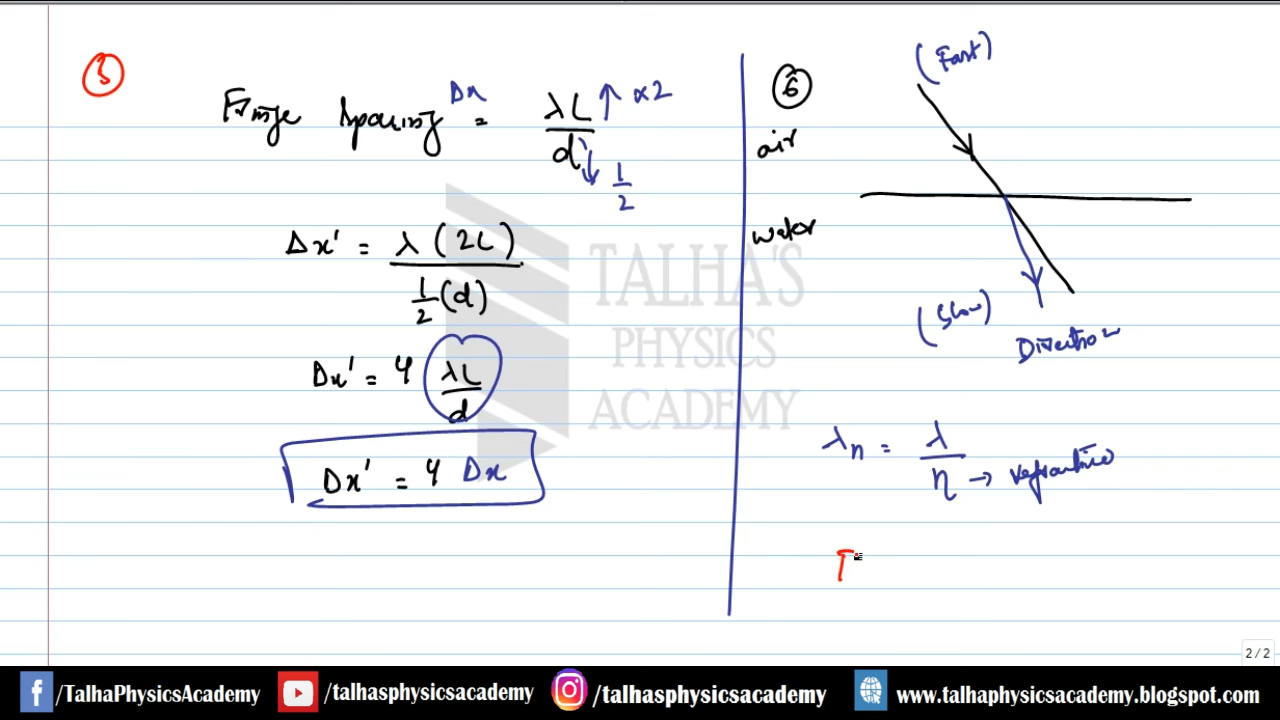 5
Fringe spacing Δx = λL ↑ x2
d ↓ 1/2
Δx' = λ(2L)
1/2 (d)
Δx' = 4 λL
d
Δx' = 4 Δx
6
(Fast)
air
water
(Slow)
Direction
λn = λ
n → refractive
TALHA'S
PHYSICS
ACADEMY
2 / 2
/TalhaPhysicsAcademy
/talhasphysicsacademy
/talhasphysicsacademy
www.talhaphysicsacademy.blogspot.com